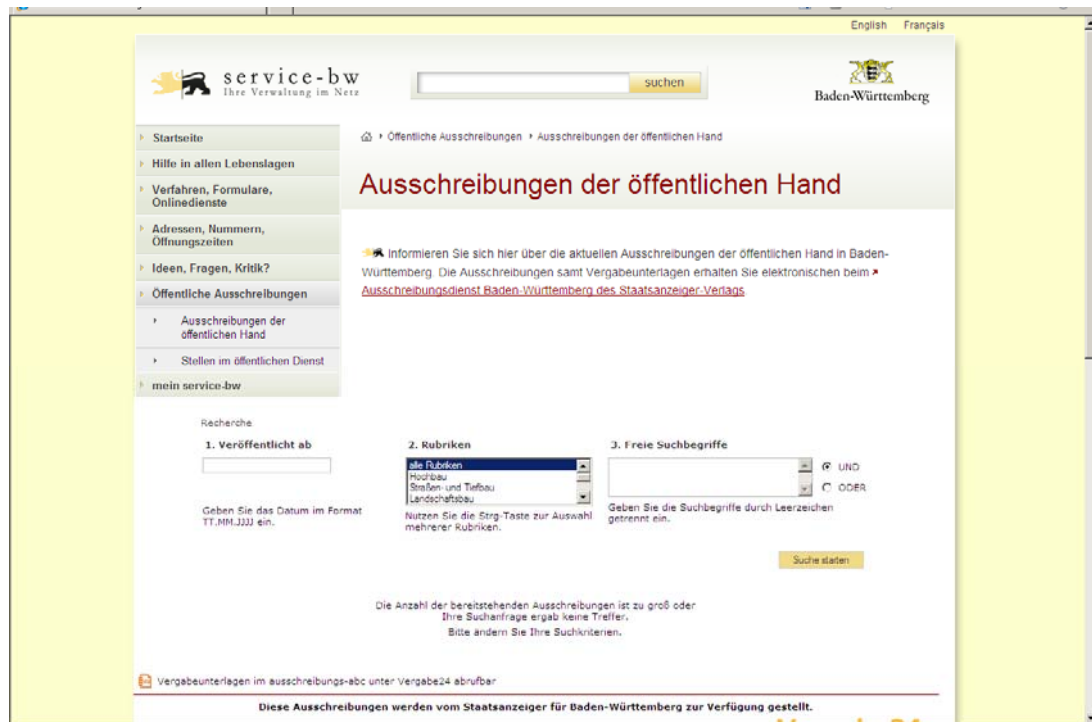 English Français
service-bw
Ihre Verwaltung im Netz
suchen
Baden-Württemberg
Startseite
Hilfe in allen Lebenslagen
Verfahren, Formulare,
Onlinedienste
Adressen, Nummern,
Öffnungszeiten
Ideen, Fragen, Kritik?
Öffentliche Ausschreibungen
Ausschreibungen der
öffentlichen Hand
Stellen im öffentlichen Dienst
mein service-bw
Öffentliche Ausschreibungen Ausschreibungen der öffentlichen Hand
Ausschreibungen der öffentlichen Hand
Informieren Sie sich hier über die aktuellen Ausschreibungen der öffentlichen Hand in Baden-
Württemberg. Die Ausschreibungen samt Vergabeunterlagen erhalten Sie elektronischen beim
Ausschreibungsdienst Baden-Württemberg des Staatsanzeiger-Verlags.
Recherche
1. Veröffentlicht ab
Geben Sie das Datum im Format
TT.MM.JJJJ ein.
2. Rubriken
alle Rubriken
Hochbau
Straßen- und Tiefbau
Landschaftsbau
Nutzen Sie die Strg-Taste zur Auswahl
mehrerer Rubriken.
3. Freie Suchbegriffe
UND
ODER
Geben Sie die Suchbegriffe durch Leerzeichen
getrennt ein.
Suche starten
Die Anzahl der bereitstehenden Ausschreibungen ist zu groß oder
Ihre Suchanfrage ergab keine Treffer.
Bitte ändern Sie Ihre Suchkriterien.
Vergabeunterlagen im ausschreibungs-abc unter Vergabe24 abrufbar
Diese Ausschreibungen werden vom Staatsanzeiger für Baden-Württemberg zur Verfügung gestellt.